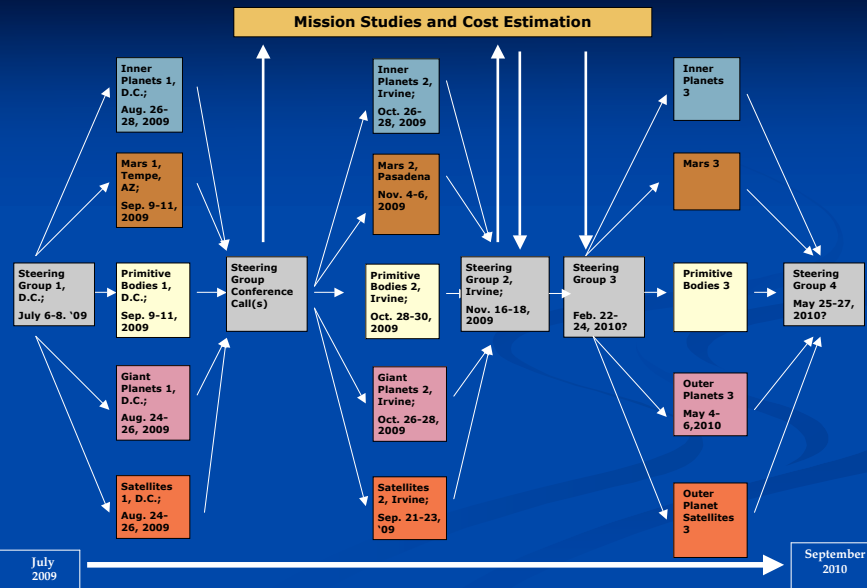 Mission Studies and Cost Estimation
Inner
Planets 1,
D.C.;
Aug. 26-
28, 2009
Mars 1,
Tempe,
AZ;
Sep. 9-11,
2009
Steering
Group 1,
D.C.;
July 6-8. ‘09
Primitive
Bodies 1,
D.C.;
Sep. 9-11,
2009
Giant
Planets 1,
D.C.;
Aug. 24-
26, 2009
Satellites
1, D.C.;
Aug. 24-
26, 2009
Steering
Group
Conference
Call(s)
Inner
Planets 2,
Irvine;
Oct. 26-
28, 2009
Mars 2,
Pasadena
Nov. 4-6,
2009
Primitive
Bodies 2,
Irvine;
Oct. 28-30,
2009
Giant
Planets 2,
Irvine;
Oct. 26-28,
2009
Satellites
2, Irvine;
Sep. 21-23,
‘09
Steering
Group 2,
Irvine;
Nov. 16-18,
2009
Steering
Group 3
Feb. 22-
24, 2010?
Inner
Planets
3
Mars 3
Primitive
Bodies 3
Outer
Planets 3
May 4-
6,2010
Outer
Planet
Satellites
3
Steering
Group 4
May 25-27,
2010?
July
2009
September
2010